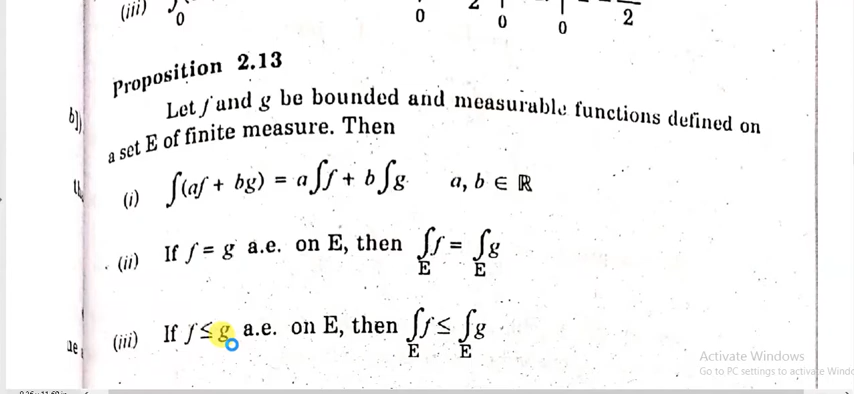 (iii) ∫
0
0 2 0 0 2
Proposition 2.13
Let f and g be bounded and measurable functions defined on
a set E of finite measure. Then
(i) ∫(af + bg) = a∫f + b∫g a, b ∈ ℝ
(ii) If f = g a.e. on E, then ∫f = ∫g
E E
(iii) If f ≤ g a.e. on E, then ∫f ≤ ∫g
E E
Activate Windows
Go to PC settings to activate Windo